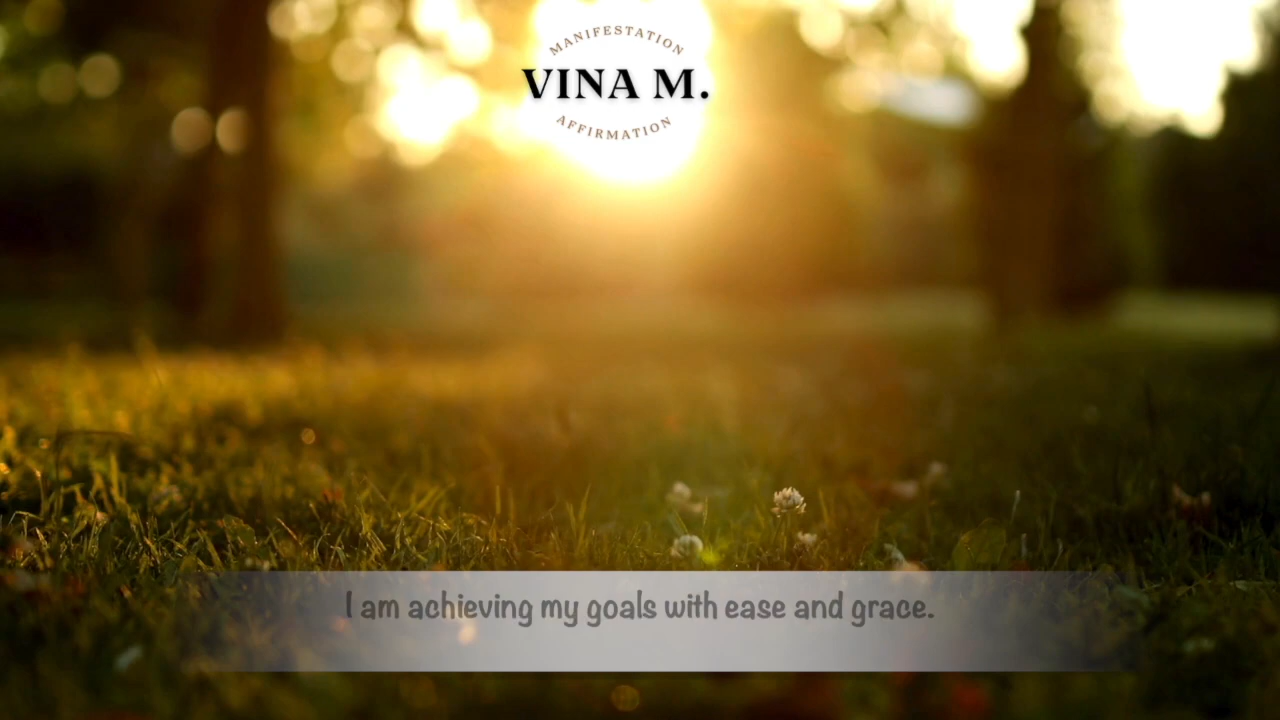 MANIFESTATION
VINA M.
AFFIRMATION
I am achieving my goals with ease and grace.